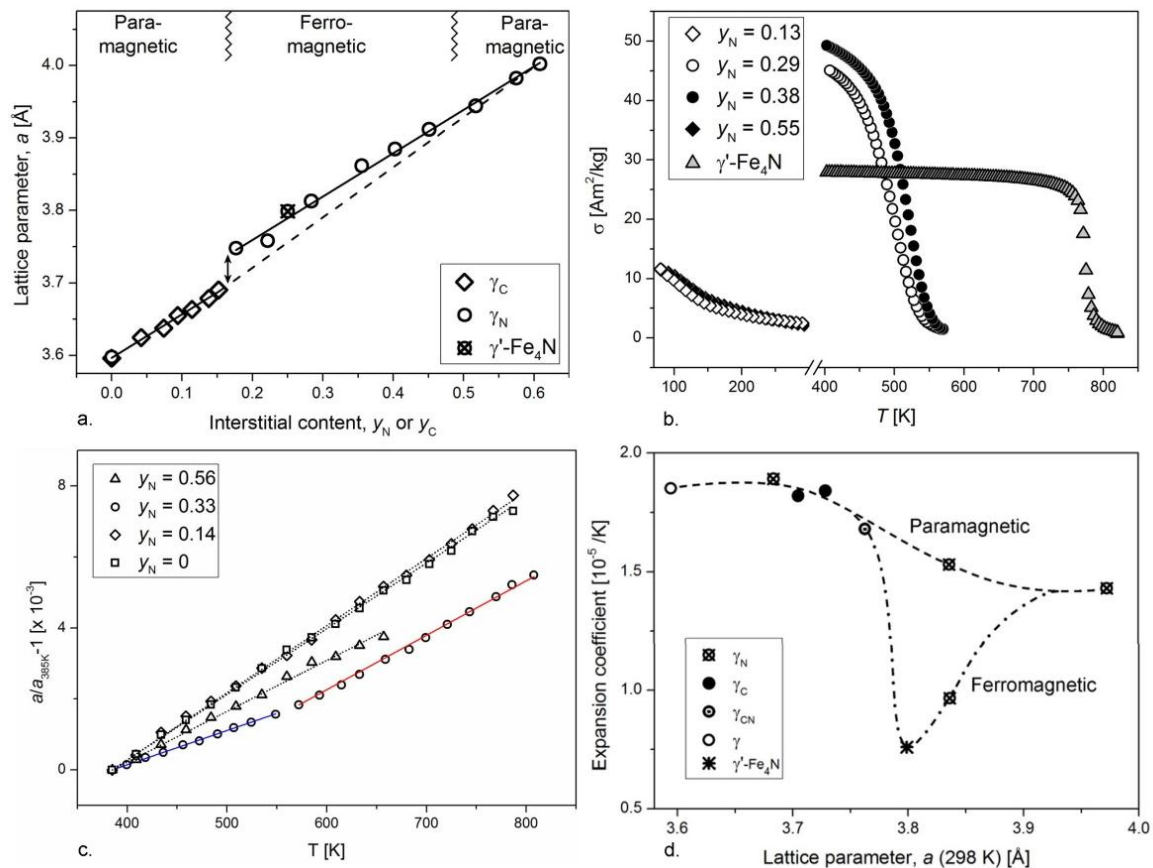 a.
Para-
magnetic
Ferro-
magnetic
Para-
magnetic
4.0
3.9
3.8
3.7
3.6
Lattice parameter, a [Å]
γC
γN
γ'-Fe4N
0.0 0.1 0.2 0.3 0.4 0.5 0.6
Interstitial content, yN or yC
b.
50
40
30
20
10
0
σ [Am²/kg]
yN = 0.13
yN = 0.29
yN = 0.38
yN = 0.55
γ'-Fe4N
100 200 400 500 600 700 800
T [K]
c.
8
4
0
a/a385K-1 [x 10-3]
yN = 0.56
yN = 0.33
yN = 0.14
yN = 0
400 500 600 700 800
T [K]
d.
2.0
1.5
1.0
0.5
Expansion coefficient [10-5 /K]
Paramagnetic
Ferromagnetic
γN
γC
γCN
γ
γ'-Fe4N
3.6 3.7 3.8 3.9 4.0
Lattice parameter, a (298 K) [Å]